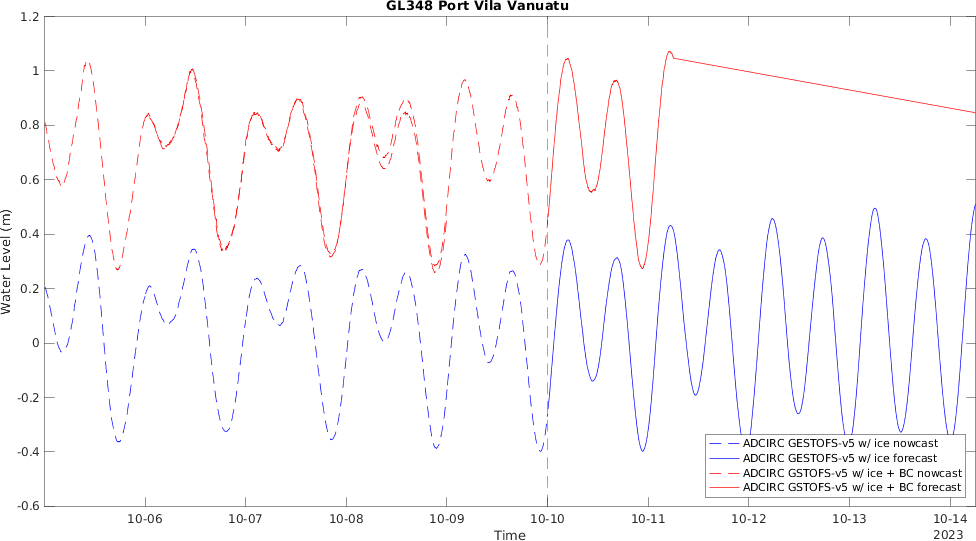 GL348 Port Vila Vanuatu
1.2
1
0.8
0.6
0.4
0.2
0
-0.2
-0.4
-0.6
Water Level (m)
ADCIRC GESTOFS-v5 w/ ice nowcast
ADCIRC GESTOFS-v5 w/ ice forecast
ADCIRC GSTOFS-v5 w/ ice + BC nowcast
ADCIRC GSTOFS-v5 w/ ice + BC forecast
10-06 10-07 10-08 10-09 10-10 10-11 10-12 10-13 10-14
Time
2023